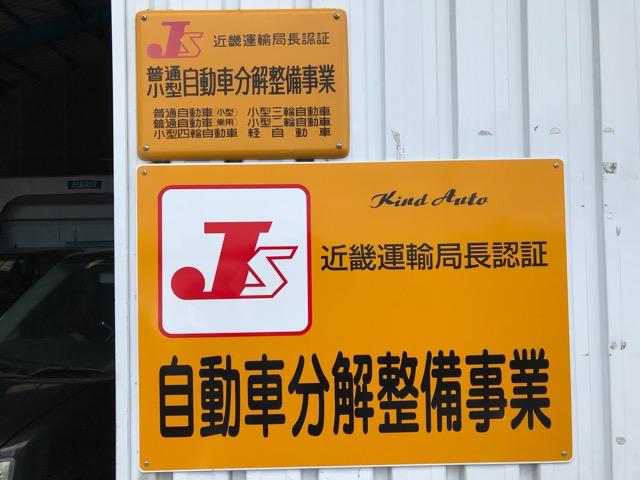 JS 近畿運輸局長認証
普通
小型 自動車分解整備事業
普通自動車(小型) 小型三輪自動車
普通自動車(乗用) 小型二輪自動車
小型四輪自動車 軽自動車
MERIT
Kind Auto
JS 近畿運輸局長認証
自動車分解整備事業